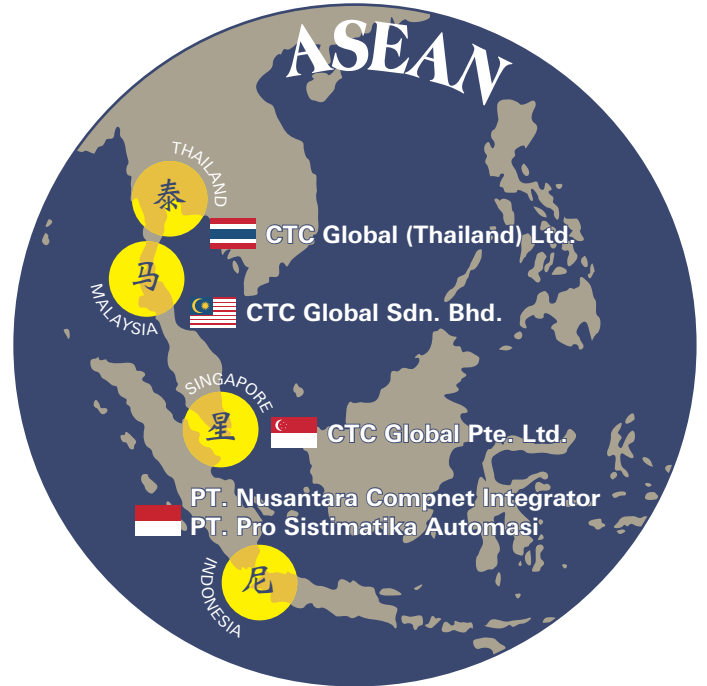 ASEAN
THAILAND
泰
CTC Global (Thailand) Ltd.
马
MALAYSIA
CTC Global Sdn. Bhd.
SINGAPORE
星
CTC Global Pte. Ltd.
PT. Nusantara Compnet Integrator
PT. Pro Sistimatika Automasi
尼
INDONESIA